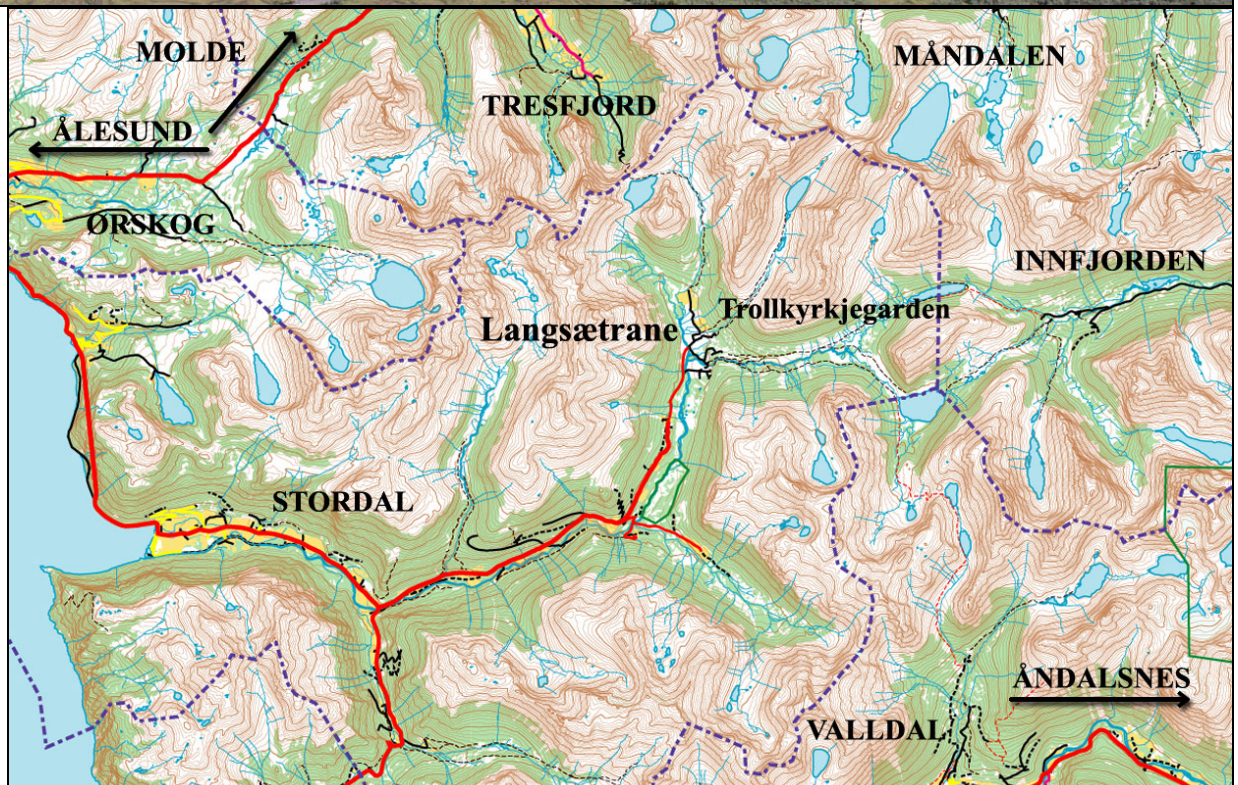 MOLDE
MÅNDALEN
TRESFJORD
ÅLESUND
ØRSKOG
INNFJORDEN
Trollkyrkjegarden
Langsætrane
STORDAL
ÅNDALSNES
VALLDAL